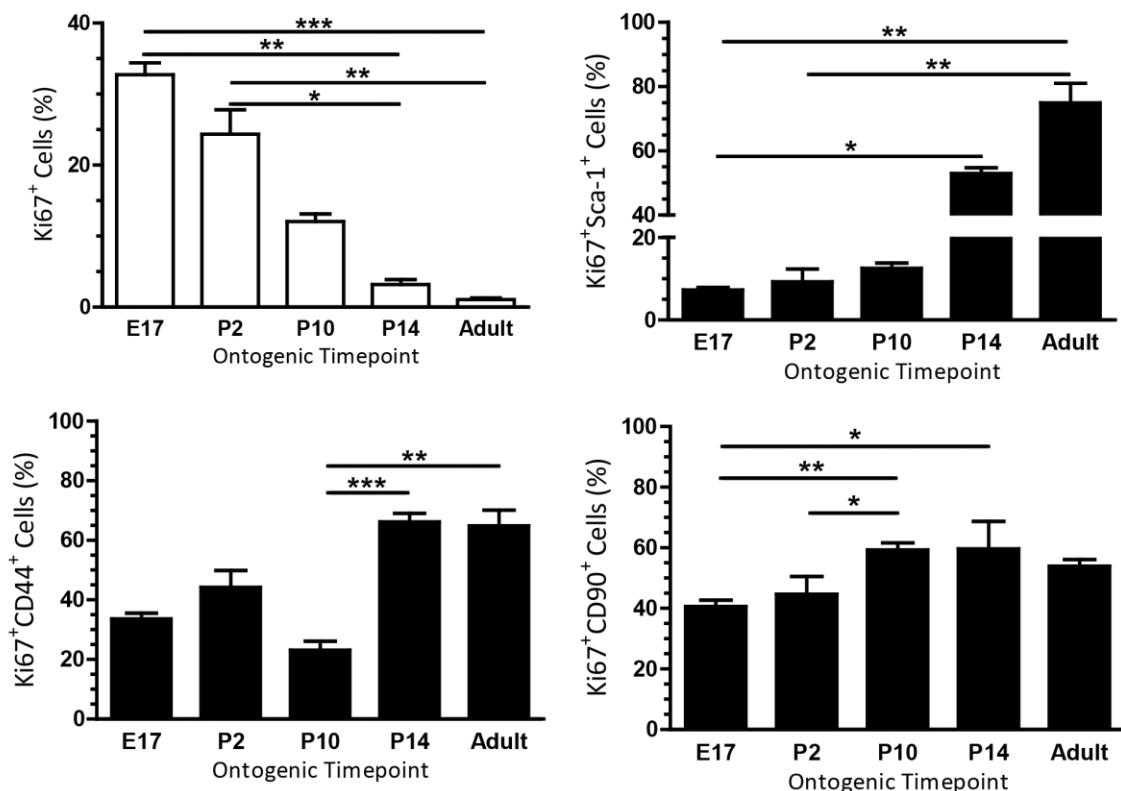 40
20
0
Ki67⁺ Cells (%)
***
**
**
*
E17 P2 P10 P14 Adult
Ontogenic Timepoint
100
80
60
40
20
0
Ki67⁺Sca-1⁺ Cells (%)
**
**
*
E17 P2 P10 P14 Adult
Ontogenic Timepoint
100
80
60
40
20
0
Ki67⁺CD44⁺ Cells (%)
**
***
E17 P2 P10 P14 Adult
Ontogenic Timepoint
100
80
60
40
20
0
Ki67⁺CD90⁺ Cells (%)
*
**
*
E17 P2 P10 P14 Adult
Ontogenic Timepoint